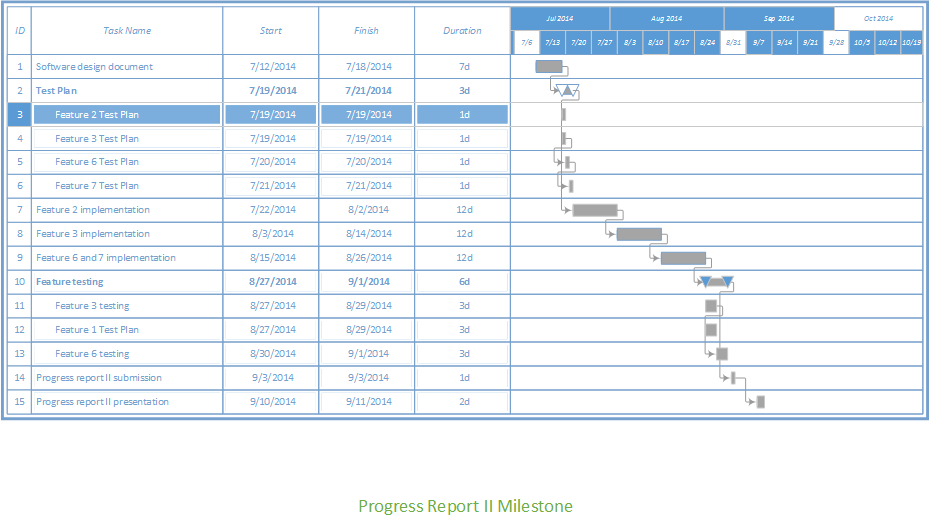 ID Task Name Start Finish Duration Jul 2014 Aug 2014 Sep 2014 Oct 2014
7/6 7/13 7/20 7/27 8/3 8/10 8/17 8/24 8/31 9/7 9/14 9/21 9/28 10/5 10/12 10/19
1 Software design document 7/12/2014 7/18/2014 7d
2 Test Plan 7/19/2014 7/21/2014 3d
3 Feature 2 Test Plan 7/19/2014 7/19/2014 1d
4 Feature 3 Test Plan 7/19/2014 7/19/2014 1d
5 Feature 6 Test Plan 7/20/2014 7/20/2014 1d
6 Feature 7 Test Plan 7/21/2014 7/21/2014 1d
7 Feature 2 implementation 7/22/2014 8/2/2014 12d
8 Feature 3 implementation 8/3/2014 8/14/2014 12d
9 Feature 6 and 7 implementation 8/15/2014 8/26/2014 12d
10 Feature testing 8/27/2014 9/1/2014 6d
11 Feature 3 testing 8/27/2014 8/29/2014 3d
12 Feature 1 Test Plan 8/27/2014 8/29/2014 3d
13 Feature 6 testing 8/30/2014 9/1/2014 3d
14 Progress report II submission 9/3/2014 9/3/2014 1d
15 Progress report II presentation 9/10/2014 9/11/2014 2d
Progress Report II Milestone